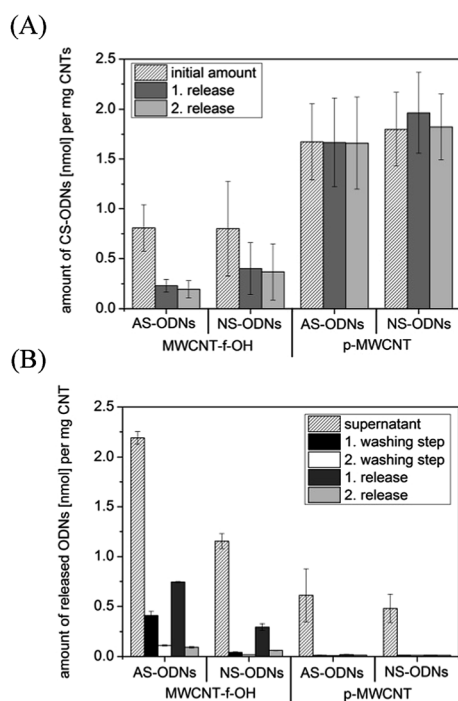 (A)
amount of CS-ODNs [nmol] per mg CNTs
2.5
2.0
1.5
1.0
0.5
0.0
initial amount
1. release
2. release
AS-ODNs NS-ODNs AS-ODNs NS-ODNs
MWCNT-f-OH p-MWCNT
(B)
amount of released ODNs [nmol] per mg CNT
2.5
2.0
1.5
1.0
0.5
0.0
supernatant
1. washing step
2. washing step
1. release
2. release
AS-ODNs NS-ODNs AS-ODNs NS-ODNs
MWCNT-f-OH p-MWCNT